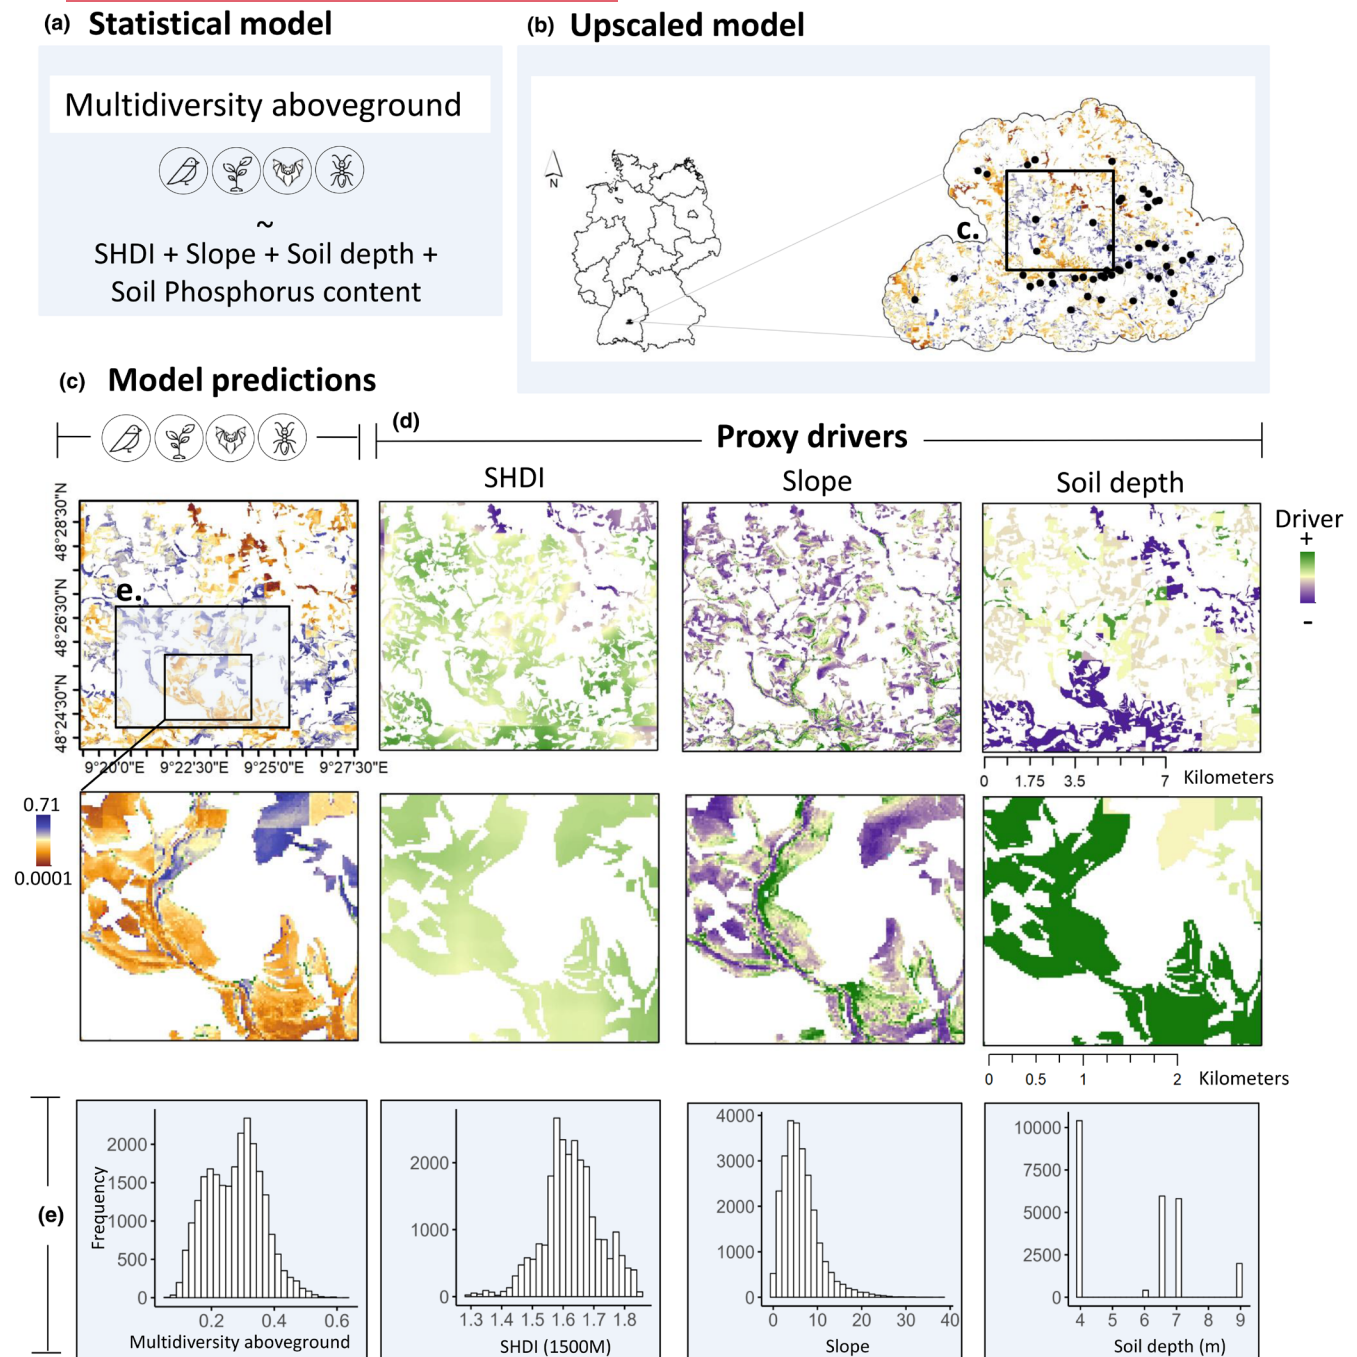 (a) Statistical model
Multidiversity aboveground
~
SHDI + Slope + Soil depth +
Soil Phosphorus content
(b) Upscaled model
N
c.
(c) Model predictions
(d)
Proxy drivers
SHDI
Slope
Soil depth
Driver
+
-
e.
48°28'30"N
48°26'30"N
48°24'30"N
9°20'0"E
9°22'30"E
9°25'0"E
9°27'30"E
0 1.75 3.5 7 Kilometers
0.71
0.0001
0 0.5 1 2 Kilometers
(e)
Frequency
2000
1500
1000
500
0
0.2 0.4 0.6
Multidiversity aboveground
2000
1000
0
1.3 1.4 1.5 1.6 1.7 1.8
SHDI (1500M)
4000
3000
2000
1000
0
0 10 20 30 40
Slope
10000
7500
5000
2500
0
4 5 6 7 8 9
Soil depth (m)